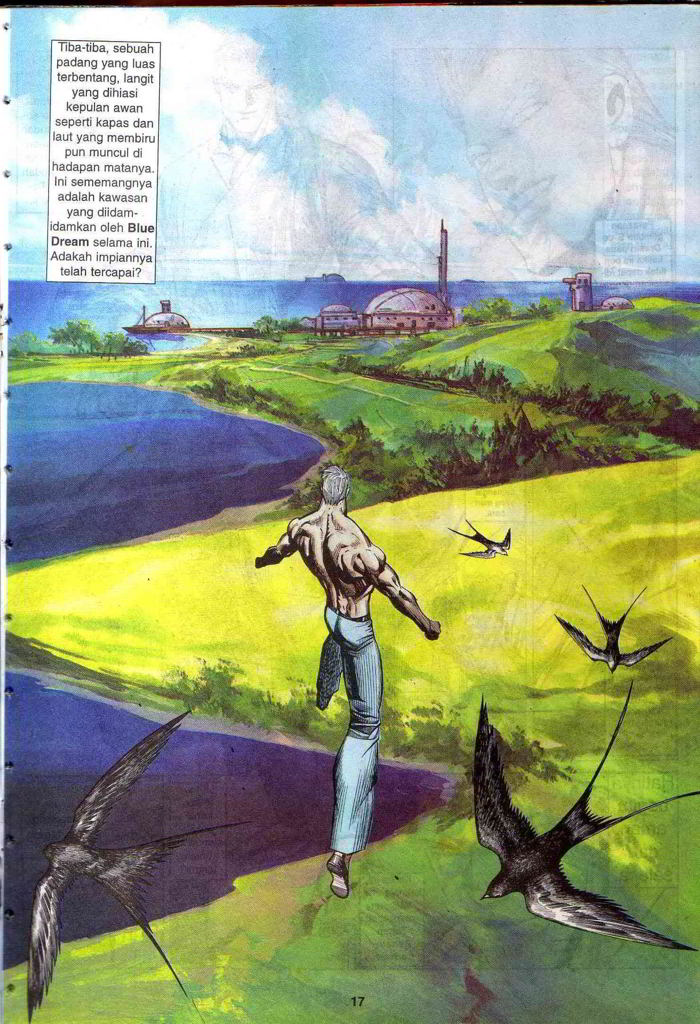 Tiba-tiba, sebuah
padang yang luas
terbentang, langit
yang dihiasi
kepulan awan
seperti kapas dan
laut yang membiru
pun muncul di
hadapan matanya.
Ini sememangnya
adalah kawasan
yang diidam-
idamkan oleh Blue
Dream selama ini.
Adakah impiannya
telah tercapai?
17